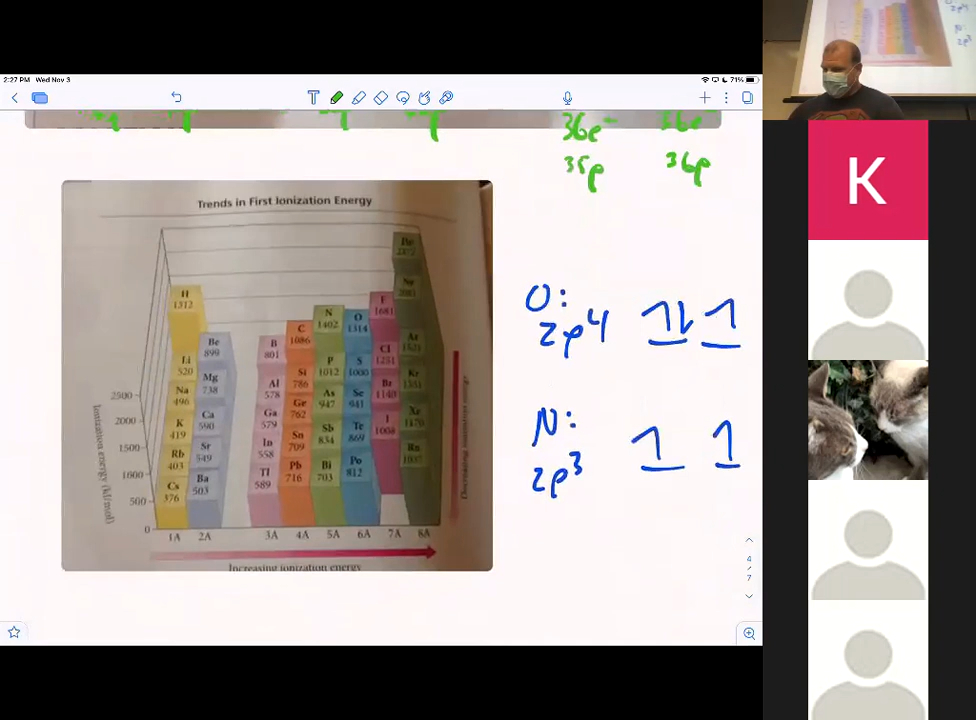 2:27 PM Wed Nov 3
71%
36e⁻ 36e⁻
35p 36p
Trends in First Ionization Energy
H
1312
Li
520
Na
496
K
419
Rb
403
Cs
376
Be
899
Mg
738
Ca
590
Sr
549
Ba
503
B
801
Al
578
Ga
579
In
558
Tl
589
C
1086
Si
786
Ge
762
Sn
709
Pb
716
N
1402
P
1012
As
947
Sb
834
Bi
703
O
1314
S
1000
Se
941
Te
869
Po
812
F
1681
Cl
1251
Br
1140
I
1008
He
2372
Ne
2081
Ar
1521
Kr
1351
Xe
1170
Rn
1037
2500
2000
1500
1000
500
0
Ionization energy (kJ/mol)
Decreasing ionization energy
1A 2A 3A 4A 5A 6A 7A 8A
Increasing ionization energy
O:
2p⁴
N:
2p³
4
/
7
T
K